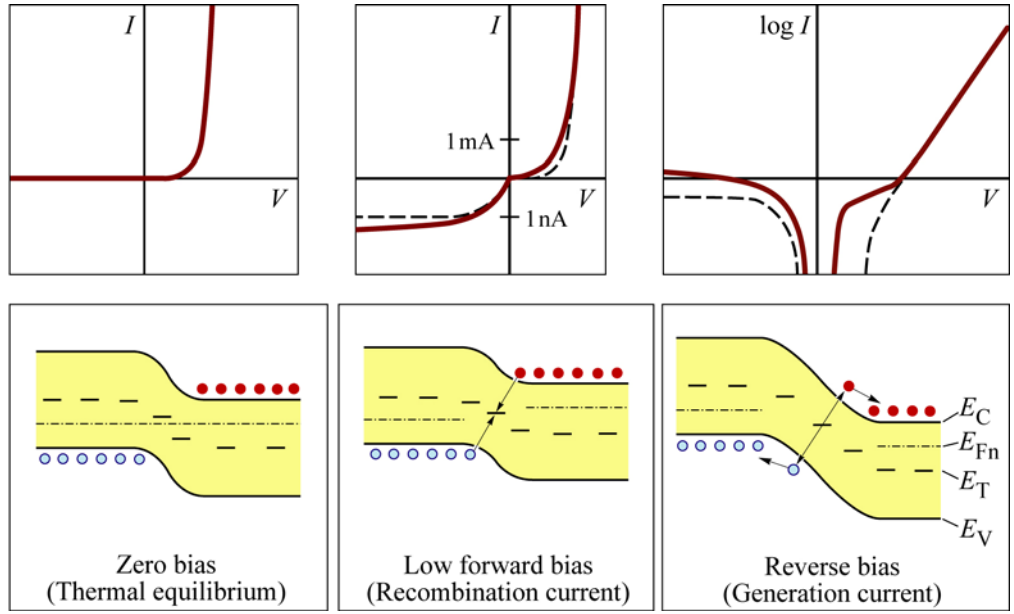 I
V
I
1 mA
1 nA
V
log I
V
Zero bias
(Thermal equilibrium)
Low forward bias
(Recombination current)
E_C
E_Fn
E_T
E_V
Reverse bias
(Generation current)